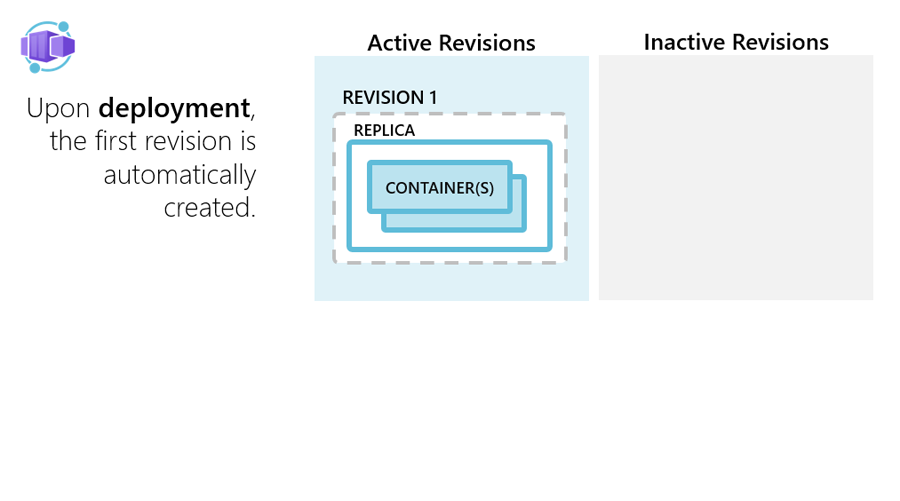 Upon deployment,
the first revision is
automatically
created.
Active Revisions
REVISION 1
REPLICA
CONTAINER(S)
Inactive Revisions